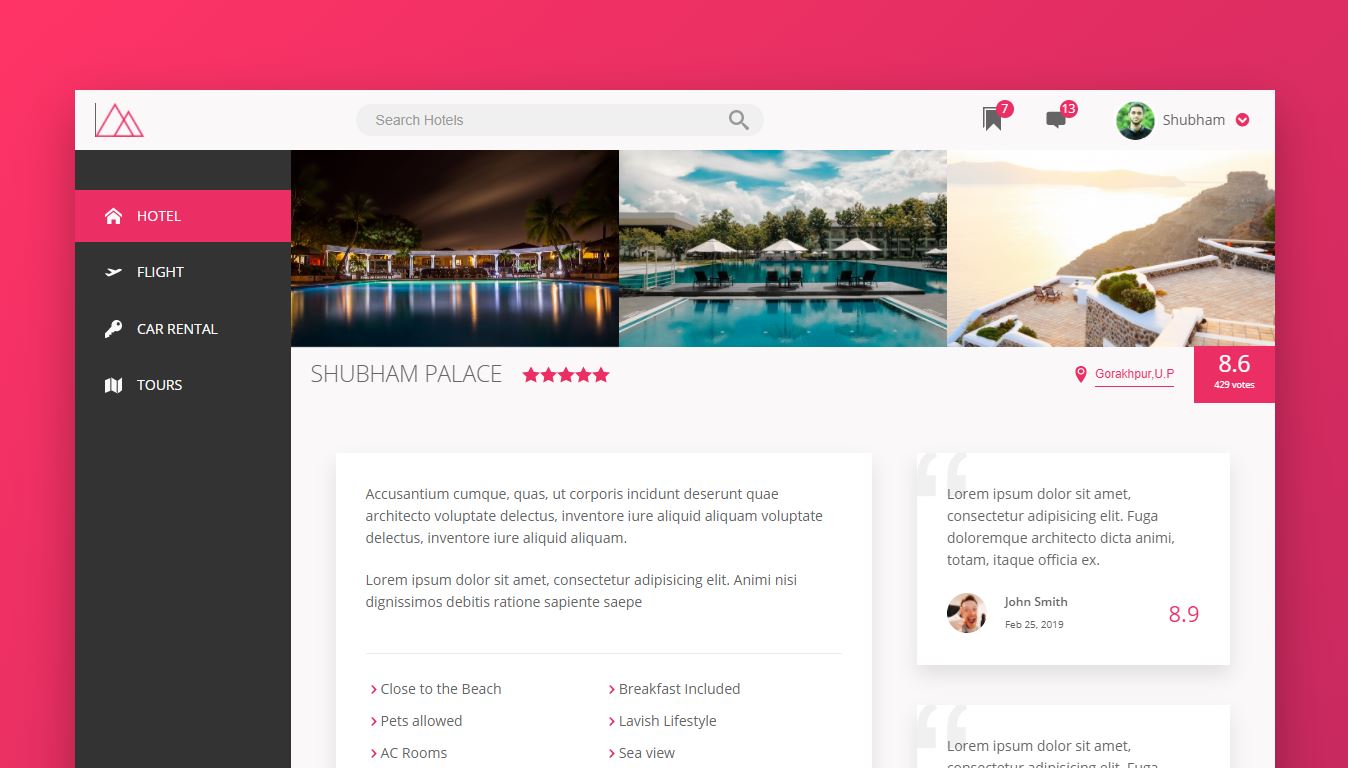 Search Hotels
7
13
Shubham
HOTEL
FLIGHT
CAR RENTAL
TOURS
SHUBHAM PALACE
Gorakhpur,U.P
8.6
429 votes
Accusantium cumque, quas, ut corporis incidunt deserunt quae
architecto voluptate delectus, inventore iure aliquid aliquam voluptate
delectus, inventore iure aliquid aliquam.
Lorem ipsum dolor sit amet, consectetur adipisicing elit. Animi nisi
dignissimos debitis ratione sapiente saepe
Close to the Beach
Breakfast Included
Pets allowed
Lavish Lifestyle
AC Rooms
Sea view
“
Lorem ipsum dolor sit amet,
consectetur adipisicing elit. Fuga
doloremque architecto dicta animi,
totam, itaque officia ex.
John Smith
Feb 25, 2019
8.9
“
Lorem ipsum dolor sit amet,
consectetur adipisicing elit. Fuga